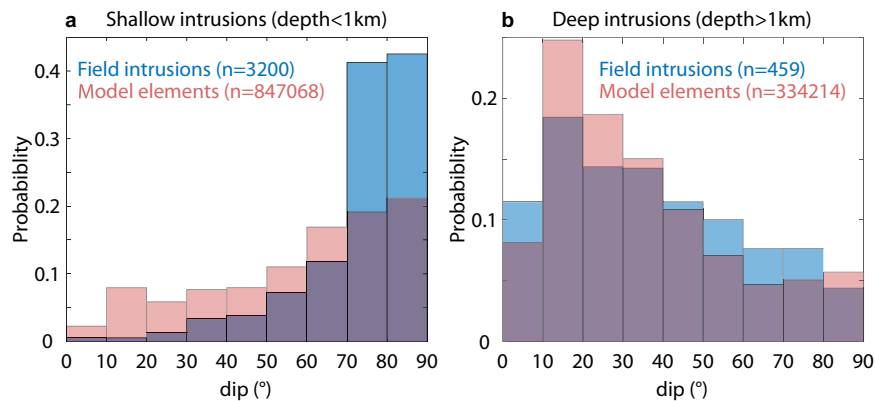 a Shallow intrusions (depth<1km)
Field intrusions (n=3200)
Model elements (n=847068)
Probabiblity
0.4
0.3
0.2
0.1
0
0 10 20 30 40 50 60 70 80 90
dip (°)
b Deep intrusions (depth>1km)
Field intrusions (n=459)
Model elements (n=334214)
Probabiblity
0.2
0.1
0
0 10 20 30 40 50 60 70 80 90
dip (°)